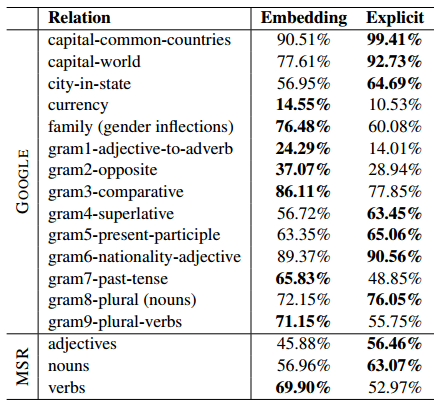 Relation Embedding Explicit
GOOGLE
capital-common-countries 90.51% 99.41%
capital-world 77.61% 92.73%
city-in-state 56.95% 64.69%
currency 14.55% 10.53%
family (gender inflections) 76.48% 60.08%
gram1-adjective-to-adverb 24.29% 14.01%
gram2-opposite 37.07% 28.94%
gram3-comparative 86.11% 77.85%
gram4-superlative 56.72% 63.45%
gram5-present-participle 63.35% 65.06%
gram6-nationality-adjective 89.37% 90.56%
gram7-past-tense 65.83% 48.85%
gram8-plural (nouns) 72.15% 76.05%
gram9-plural-verbs 71.15% 55.75%
MSR
adjectives 45.88% 56.46%
nouns 56.96% 63.07%
verbs 69.90% 52.97%